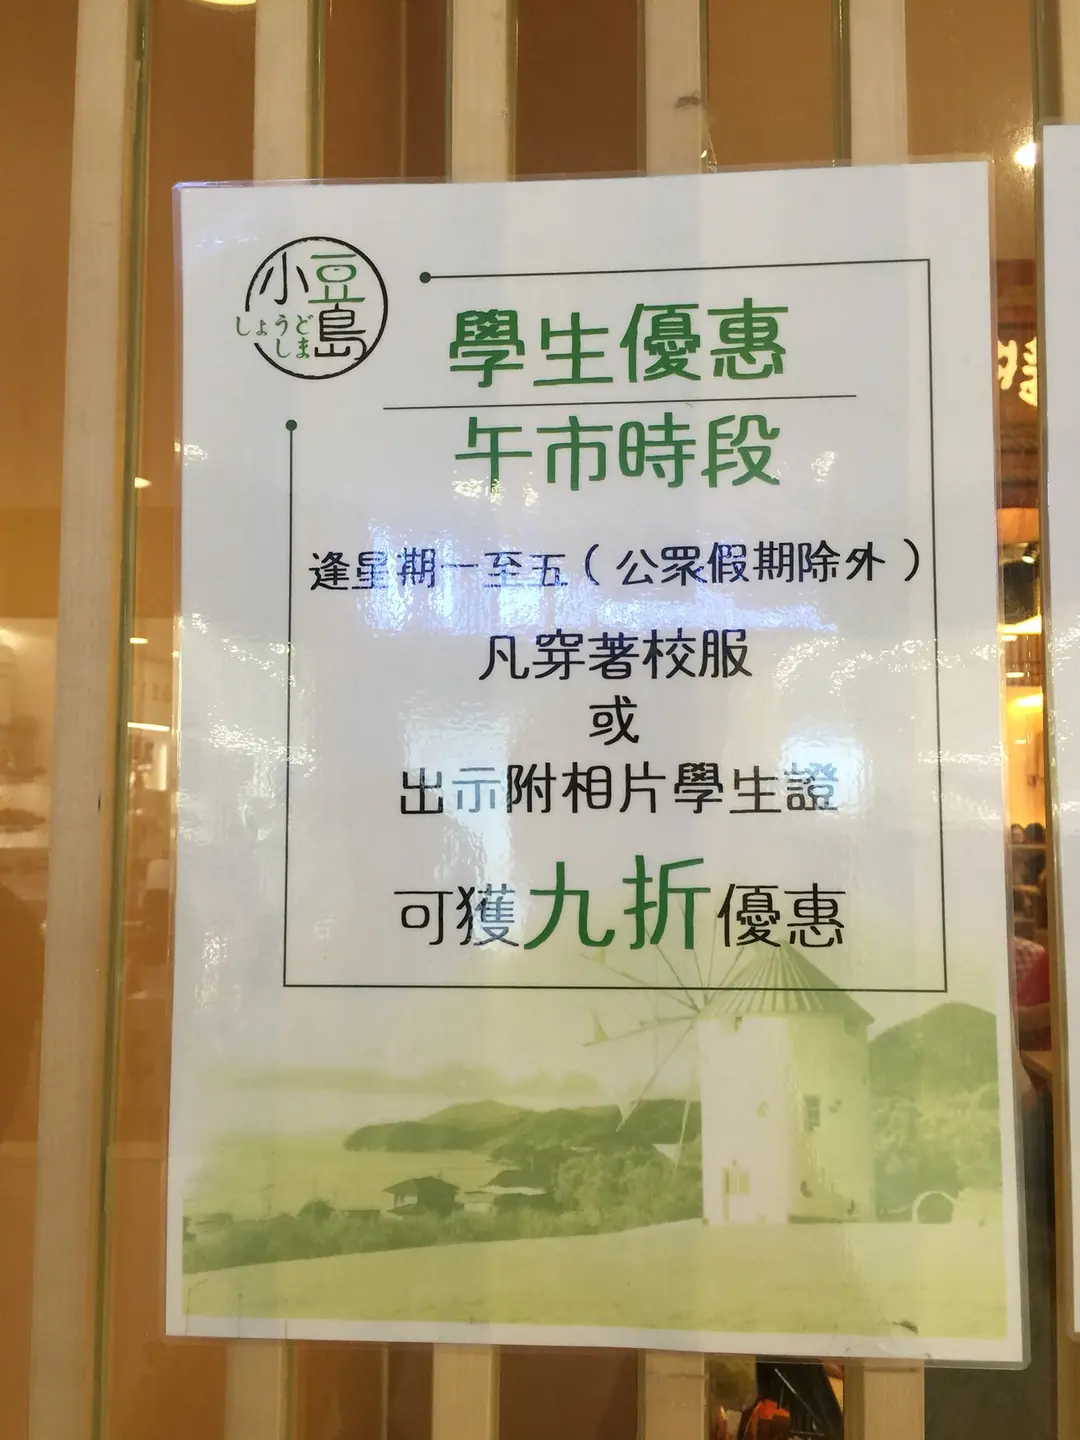 小豆島
しょうど
しま
學生優惠
午市時段
逢星期一至五（公眾假期除外）
凡穿著校服
或
出示附相片學生證
可獲九折優惠